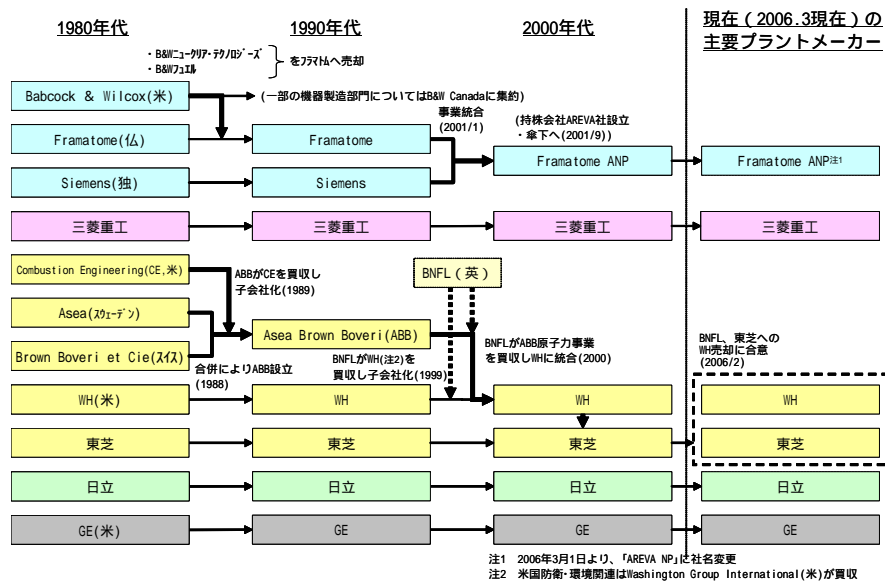 1980年代
1990年代
2000年代
現在(2006.3現在)の
主要プラントメーカー
・B&Wニュークリア・テクノロジーズ
・B&Wフュエル
をフラマトムへ売却
Babcock & Wilcox(米)
(一部の機器製造部門についてはB&W Canadaに集約)
事業統合
(2001/1)
(持株会社AREVA社設立
・傘下へ(2001/9))
Framatome(仏)
Framatome
Framatome ANP
Framatome ANP注1
Siemens(独)
Siemens
三菱重工
三菱重工
三菱重工
三菱重工
Combustion Engineering(CE,米)
ABBがCEを買収し
子会社化(1989)
BNFL(英)
Asea(スウェーデン)
Asea Brown Boveri(ABB)
Brown Boveri et Cie(スイス)
合併によりABB設立
(1988)
BNFLがWH(注2)を
買収し子会社化(1999)
BNFLがABB原子力事業
を買収しWHに統合(2000)
BNFL、東芝への
WH売却に合意
(2006/2)
WH(米)
WH
WH
WH
東芝
東芝
東芝
東芝
日立
日立
日立
日立
GE(米)
GE
GE
GE
注1 2006年3月1日より、「AREVA NP」に社名変更
注2 米国防衛・環境関連はWashington Group International(米)が買収